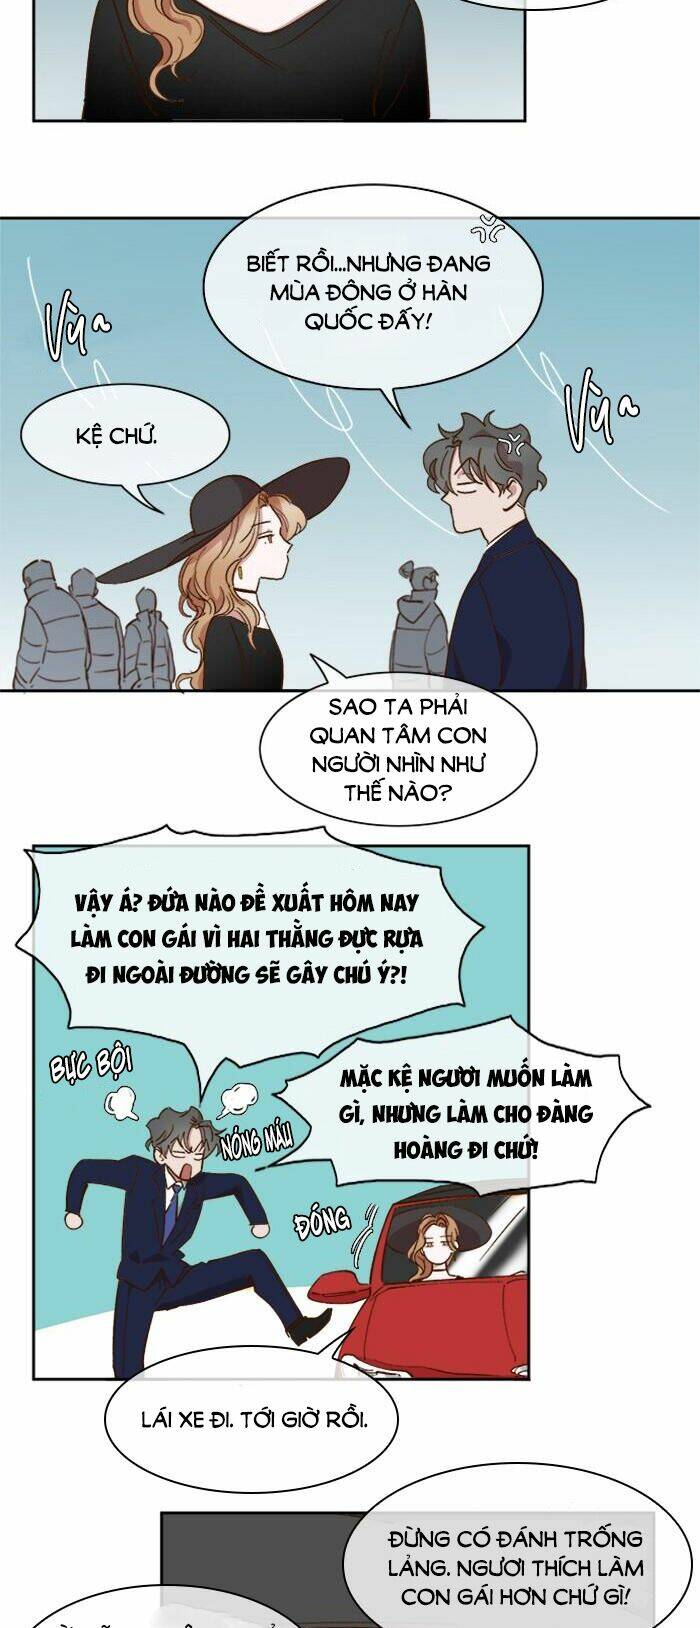 BIẾT RỒI...NHƯNG ĐANG
MÙA ĐÔNG Ở HÀN
QUỐC ĐẤY!
Vù~
Vù~
KỆ CHỨ.
SAO TA PHẢI
QUAN TÂM CON
NGƯỜI NHÌN NHƯ
THẾ NÀO?
VẬY Á? ĐỨA NÀO ĐỀ XUẤT HÔM NAY
LÀM CON GÁI VÌ HAI THẰNG ĐỰC RỰA
ĐI NGOÀI ĐƯỜNG SẼ GÂY CHÚ Ý?!
BỰC BỘI
NÓNG MÁU
MẶC KỆ NGƯƠI MUỐN LÀM
GÌ, NHƯNG LÀM CHO ĐÀNG
HOÀNG ĐI CHỨ!
ĐÓNG
LÁI XE ĐI. TỚI GIỜ RỒI.
ĐỪNG CÓ ĐÁNH TRỐNG
LẢNG. NGƯƠI THÍCH LÀM
CON GÁI HƠN CHỨ GÌ!